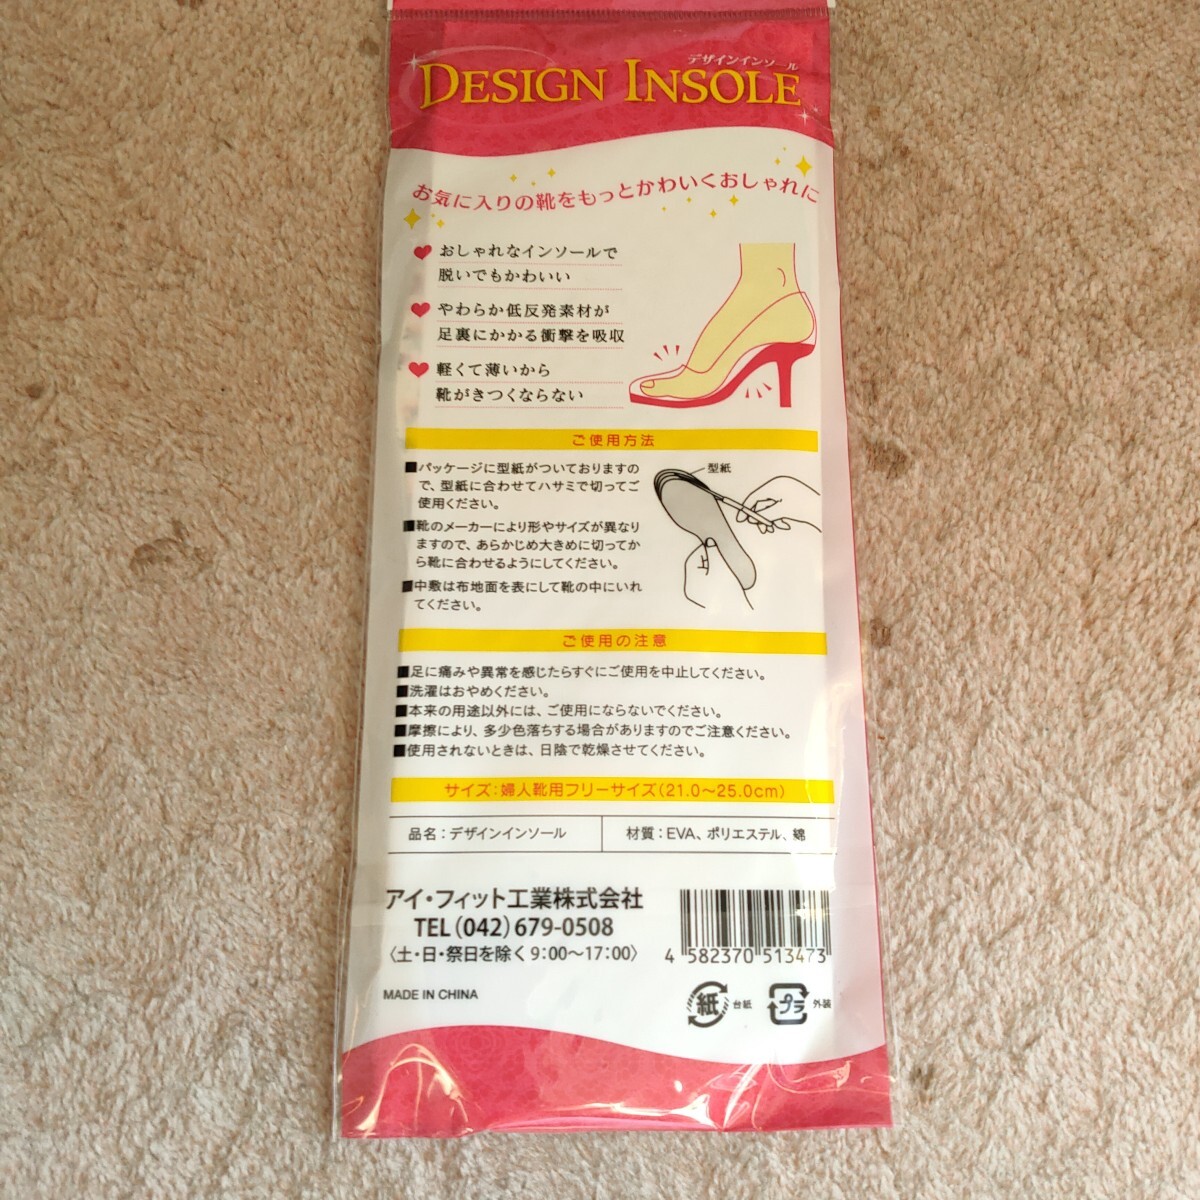 デザインインソール
DESIGN INSOLE
お気に入りの靴をもっとかわいくおしゃれに
おしゃれなインソールで
脱いでもかわいい
やわらか低反発素材が
足裏にかかる衝撃を吸収
軽くて薄いから
靴がきつくならない
ご使用方法
■パッケージに型紙がついておりますの
で、型紙に合わせてハサミで切ってご
使用ください。
■靴のメーカーにより形やサイズが異なり
ますので、あらかじめ大きめに切ってか
ら靴に合わせるようにしてください。
■中敷は布地面を表にして靴の中にいれ
てください。
型紙
上
ご使用の注意
■足に痛みや異常を感じたらすぐにご使用を中止してください。
■洗濯はおやめください。
■本来の用途以外には、ご使用にならないでください。
■摩擦により、多少色落ちする場合がありますのでご注意ください。
■使用されないときは、日陰で乾燥させてください。
サイズ:婦人靴用フリーサイズ(21.0～25.0cm)
品名:デザインインソール
材質:EVA、ポリエステル、綿
アイ・フィット工業株式会社
TEL(042)679-0508
〈土・日・祭日を除く9:00～17:00〉
4 582370 513473
MADE IN CHINA
紙 台紙
プラ 外装